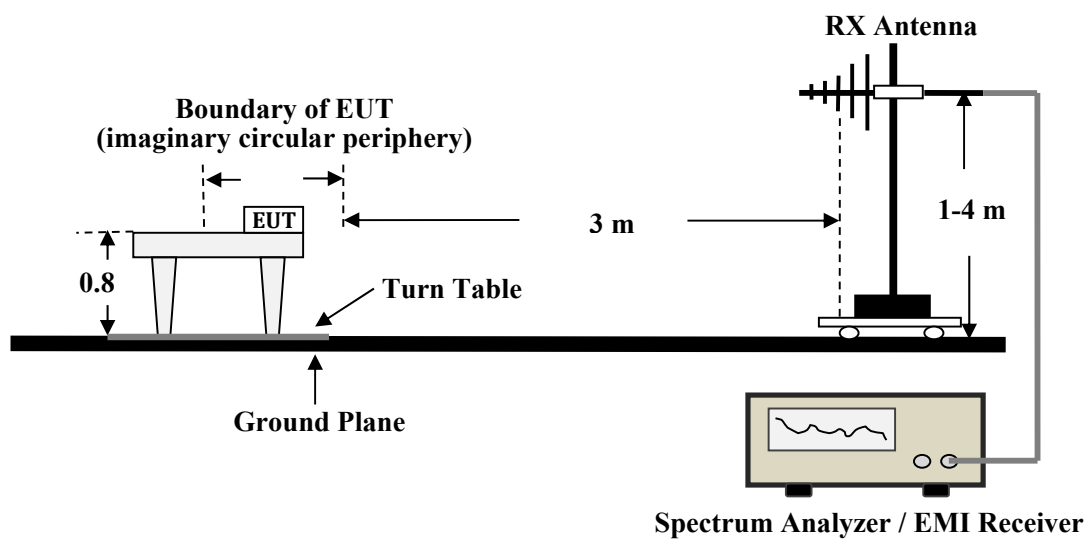 RX Antenna
Boundary of EUT
(imaginary circular periphery)
EUT
3 m
1-4 m
0.8
Turn Table
Ground Plane
Spectrum Analyzer / EMI Receiver